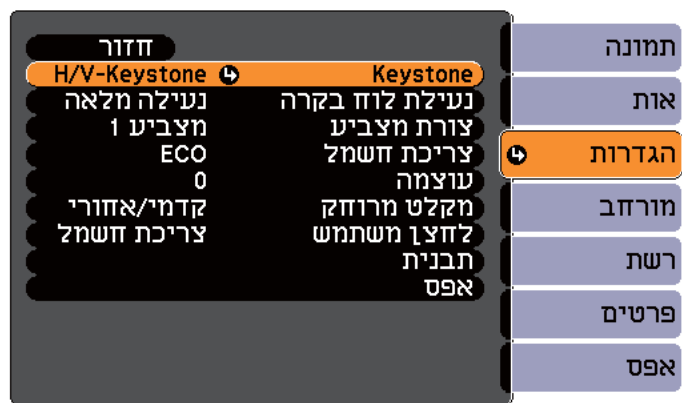 תמונה
אות
הגדרות
מורחב
רשת
פרטים
אפס
חזור
Keystone H/V-Keystone
נעילת לוח בקרה נעילה מלאה
צורת מצביע מצביע 1
צריכת חשמל ECO
עוצמה 0
מקלט מרוחק קדמי/אחורי
לחצן משתמש צריכת חשמל
תבנית
אפס